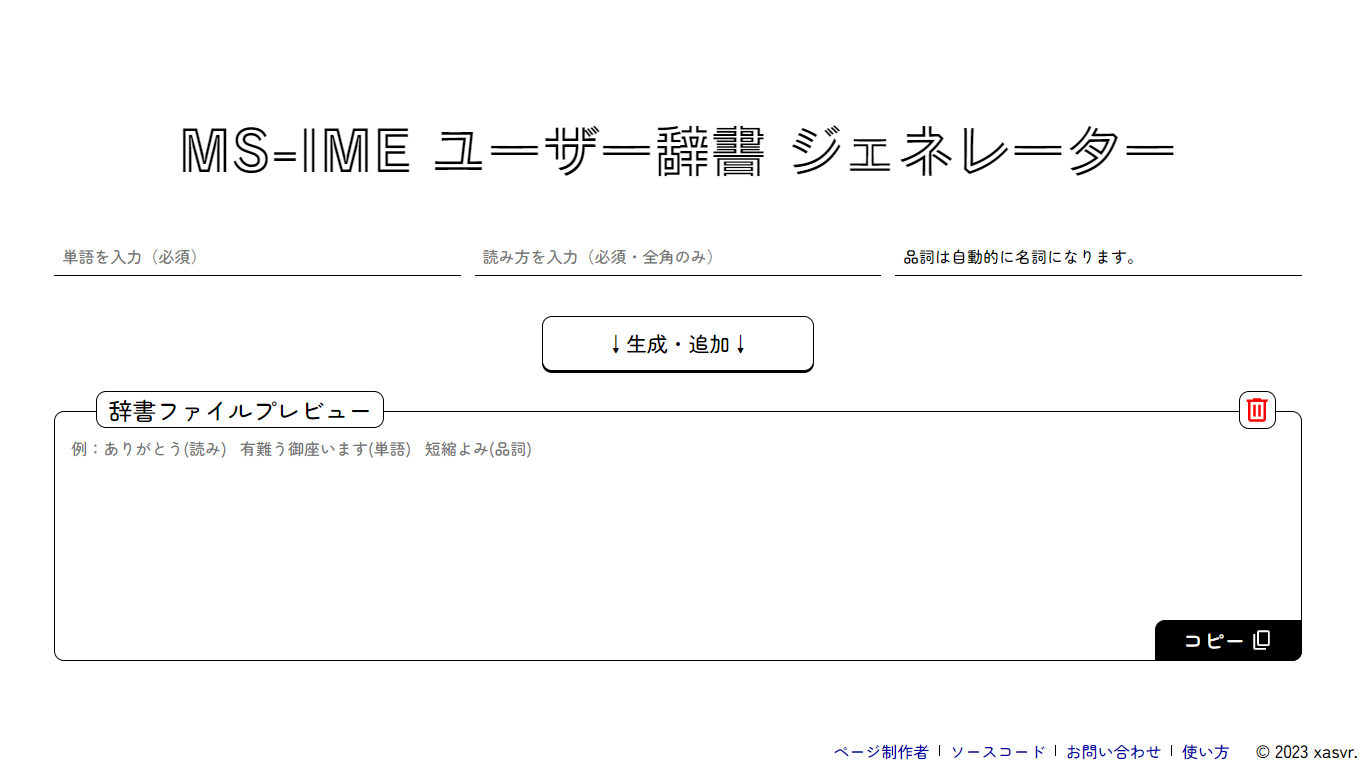 MS=IME ユーザー辞書 ジェネレーター
単語を入力（必須） 読み方を入力（必須・全角のみ） 品詞は自動的に名詞になります。
↓生成・追加↓
辞書ファイルプレビュー
例：ありがとう(読み) 有難う御座います(単語) 短縮よみ(品詞)
コピー
ページ制作者 | ソースコード | お問い合わせ | 使い方 © 2023 xasvr.